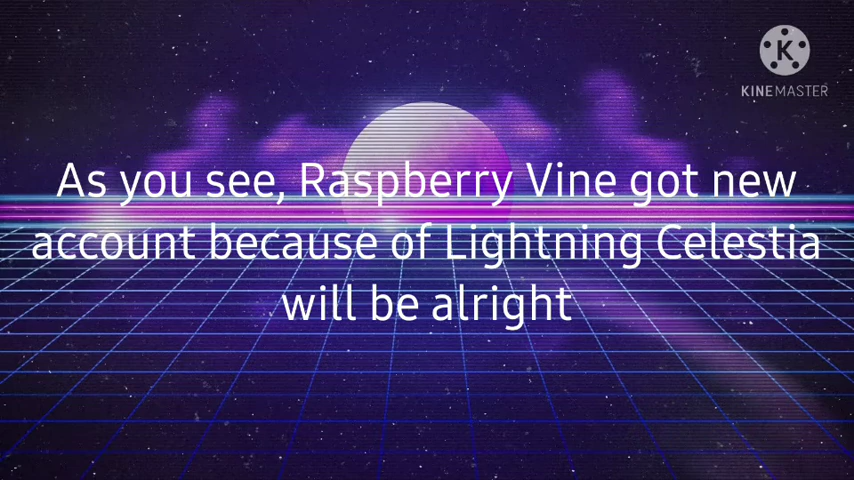 K
KINEMASTER
As you see, Raspberry Vine got new
account because of Lightning Celestia
will be alright